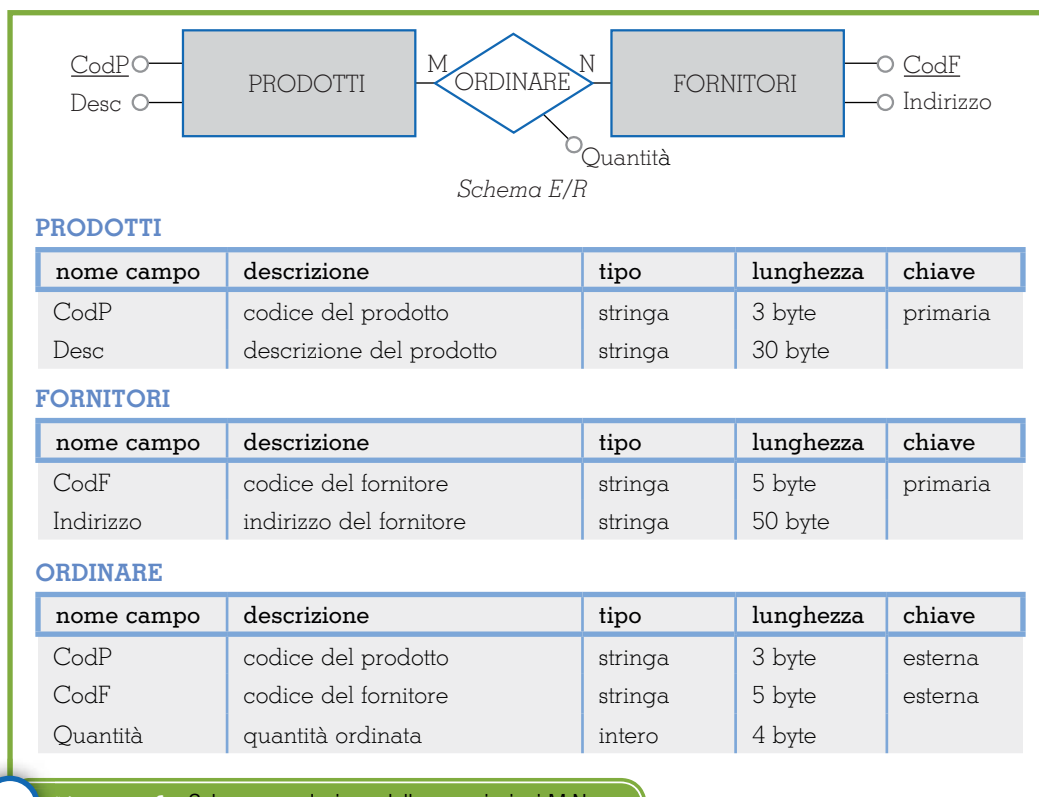 CodP PRODOTTI M ORDINARE N FORNITORI CodF
Desc Indirizzo
Quantità
Schema E/R
PRODOTTI
nome campo descrizione tipo lunghezza chiave
CodP codice del prodotto stringa 3 byte primaria
Desc descrizione del prodotto stringa 30 byte
FORNITORI
nome campo descrizione tipo lunghezza chiave
CodF codice del fornitore stringa 5 byte primaria
Indirizzo indirizzo del fornitore stringa 50 byte
ORDINARE
nome campo descrizione tipo lunghezza chiave
CodP codice del prodotto stringa 3 byte esterna
CodF codice del fornitore stringa 5 byte esterna
Quantità quantità ordinata intero 4 byte